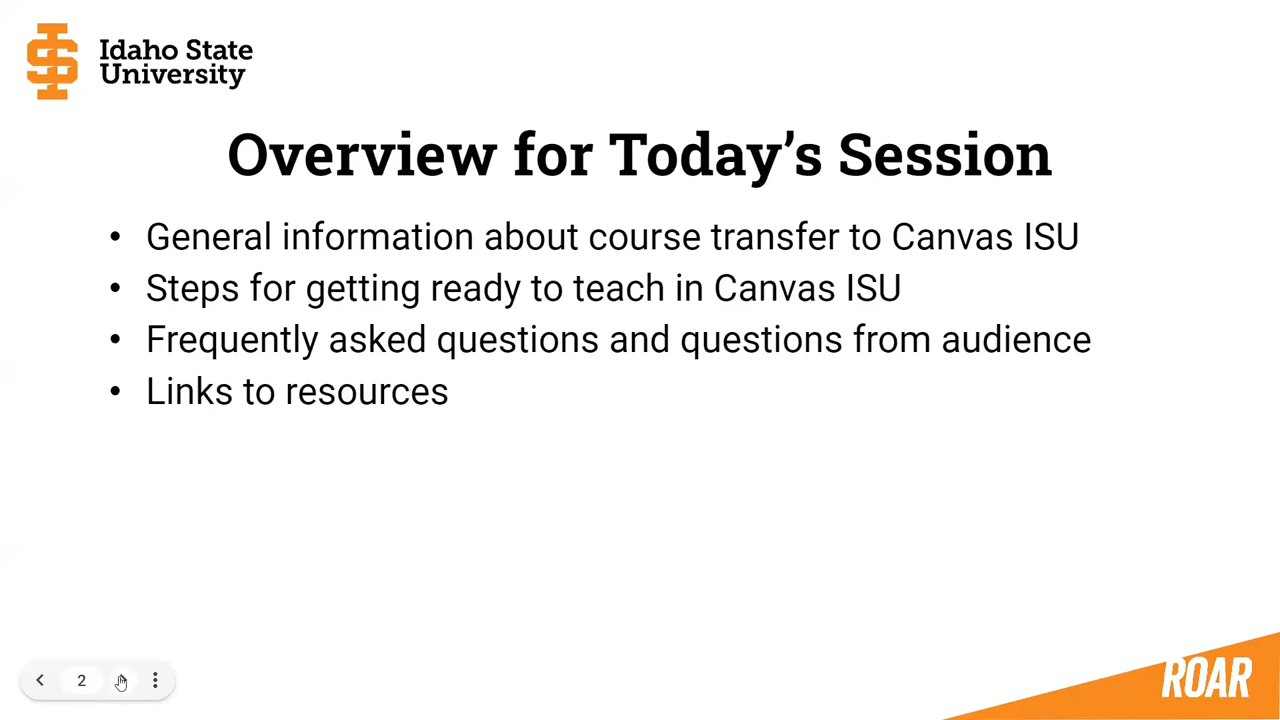 Idaho State
University
Overview for Today’s Session
• General information about course transfer to Canvas ISU
• Steps for getting ready to teach in Canvas ISU
• Frequently asked questions and questions from audience
• Links to resources
2
ROAR